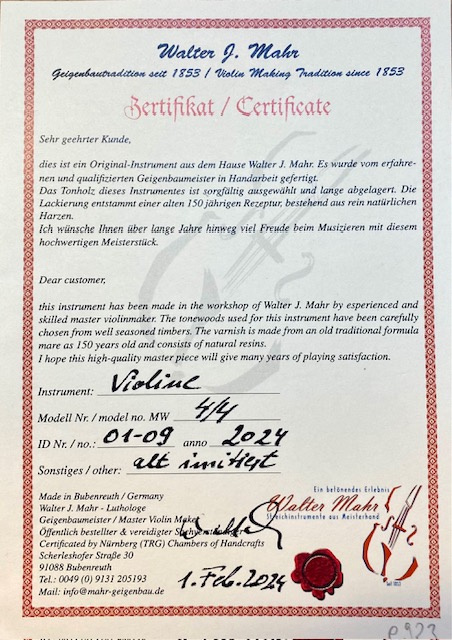 Walter J. Mahr
Geigenbautradition seit 1853 / Violin Making Tradition since 1853
Zertifikat / Certificate
Sehr geehrter Kunde,
dies ist ein Original-Instrument aus dem Hause Walter J. Mahr. Es wurde vom erfahre-
nen und qualifizierten Geigenbaumeister in Handarbeit gefertigt.
Das Tonholz dieses Instrumentes ist sorgfältig ausgewählt und lange abgelagert. Die
Lackierung entstammt einer alten 150 jährigen Rezeptur, bestehend aus rein natürlichen
Harzen.
Ich wünsche Ihnen über lange Jahre hinweg viel Freude beim Musizieren mit diesem
hochwertigen Meisterstück.
Dear customer,
this instrument has been made in the workshop of Walter J. Mahr by esperienced and
skilled master violinmaker. The tonewoods used for this instrument have been carefully
chosen from well seasoned timbers. The varnish is made from an old traditional formula
mare as 150 years old and consists of natural resins.
I hope this high-quality master piece will give many years of playing satisfaction.
Instrument: Violine
Modell Nr. / model no. MW 4/4
ID Nr. / no.: 01-09 anno 2024
Sonstiges / other: alt imitiert
Made in Bubenreuth / Germany
Walter J. Mahr - Luthologe
Geigenbaumeister / Master Violin Maker
Öffentlich bestellter & vereidigter Sachverständiger
Certificated by Nürnberg (TRG) Chambers of Handcrafts
Scherleshofer Straße 30
91088 Bubenreuth
Tel.: 0049 (0) 9131 205193
Mail: info@mahr-geigenbau.de
1. Feb. 2024
Ein betönendes Erlebnis
Walter Mahr
Streichinstrumente aus Meisterhand
Seit 1853
e923